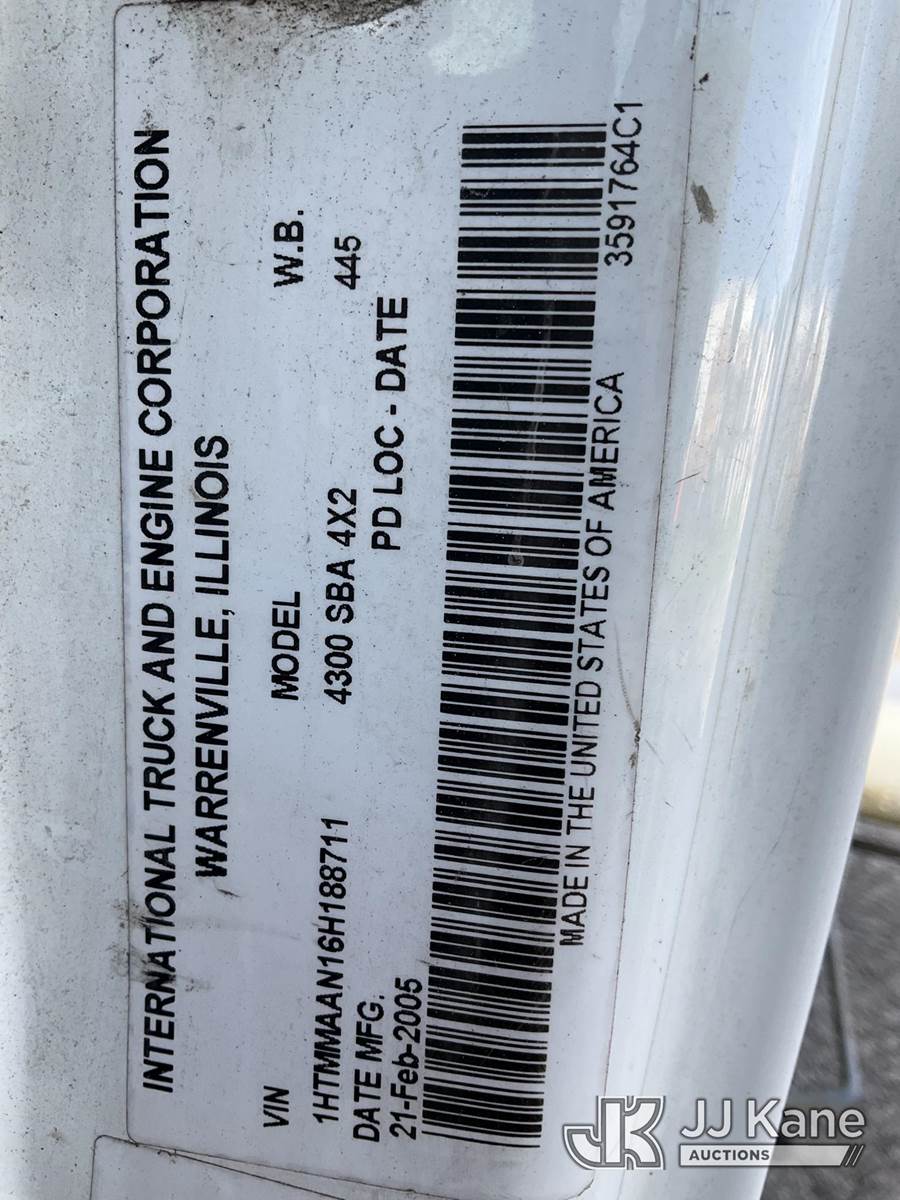 INTERNATIONAL TRUCK AND ENGINE CORPORATION
WARRENVILLE, ILLINOIS
VIN MODEL W.B.
1HTMMAAN16H188711 4300 SBA 4X2 445
DATE MFG. PD LOC - DATE
21-Feb-2005
MADE IN THE UNITED STATES OF AMERICA 3591764C1
JK JJ Kane
AUCTIONS